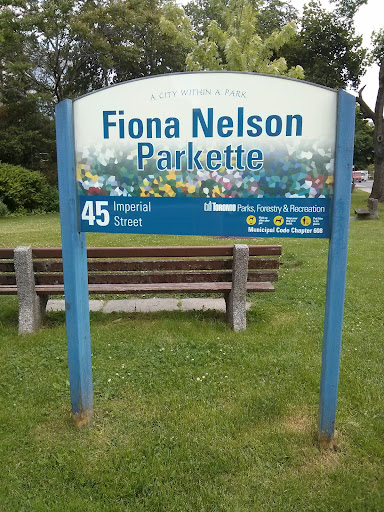 A CITY WITHIN A PARK
Fiona Nelson
Parkette
45 Imperial Street
TORONTO Parks, Forestry & Recreation
Municipal Code Chapter 608